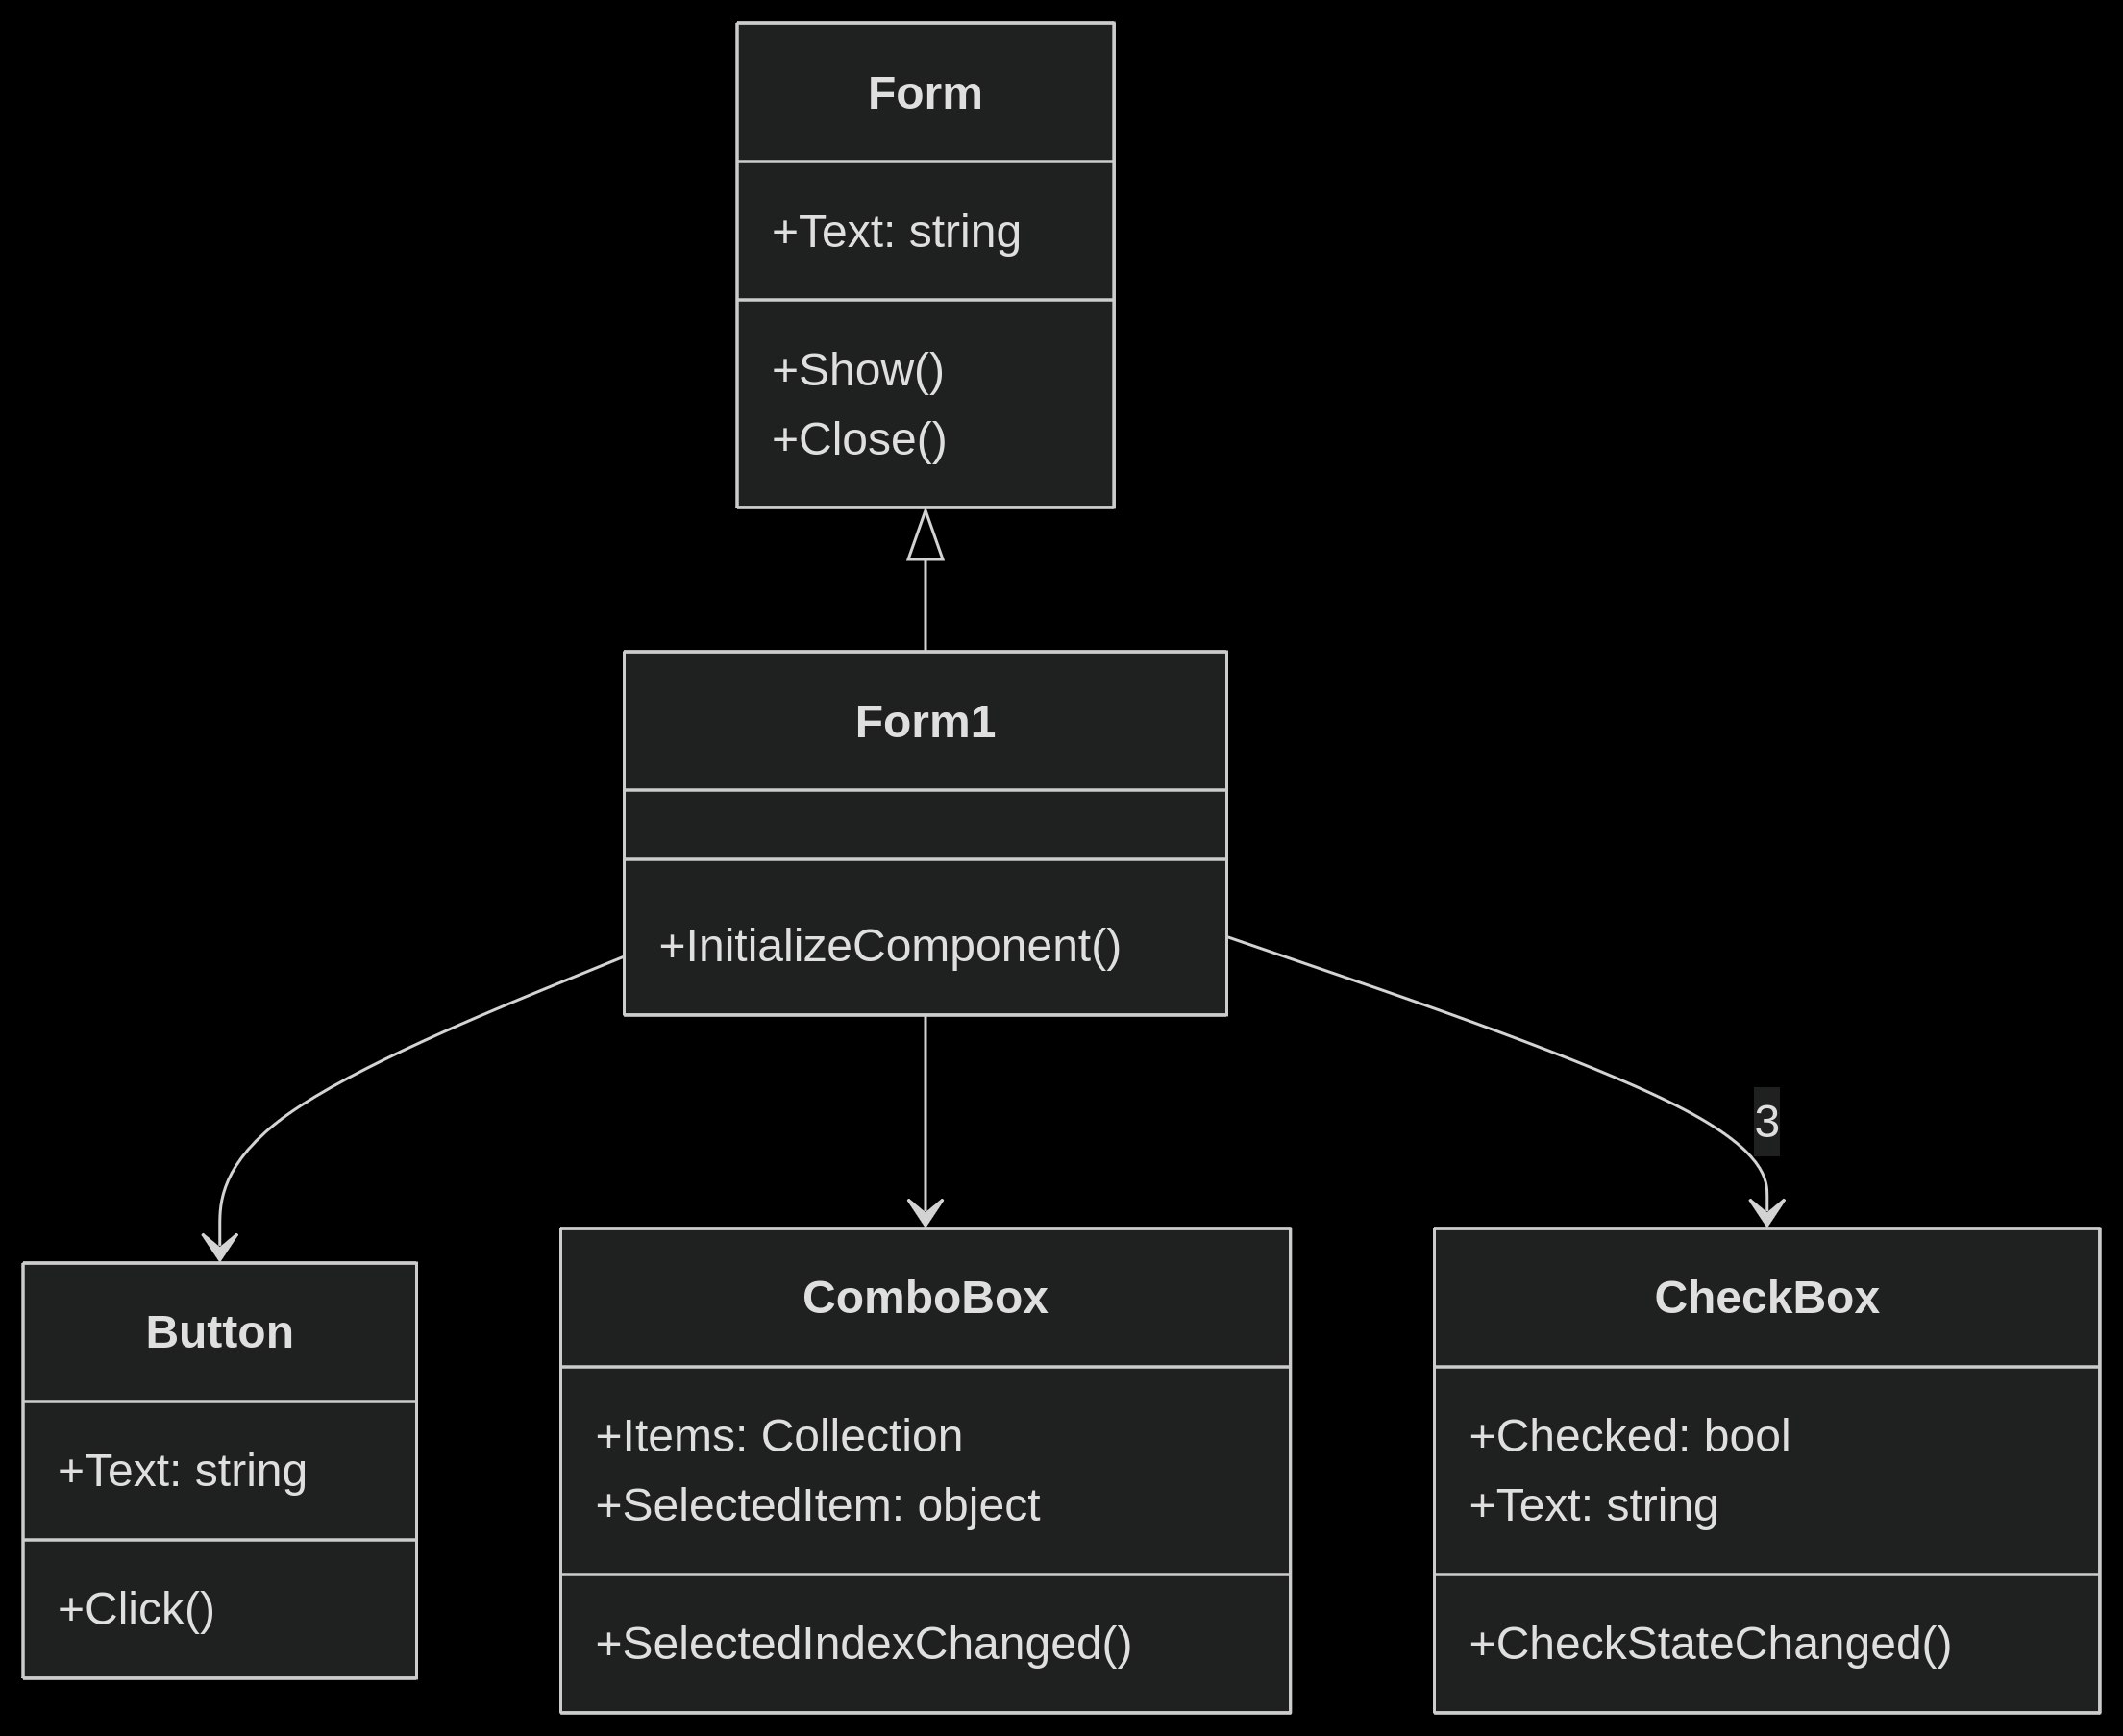 Form
+Text: string
+Show()
+Close()
Form1
+InitializeComponent()
3
Button
+Text: string
+Click()
ComboBox
+Items: Collection
+SelectedItem: object
+SelectedIndexChanged()
CheckBox
+Checked: bool
+Text: string
+CheckStateChanged()